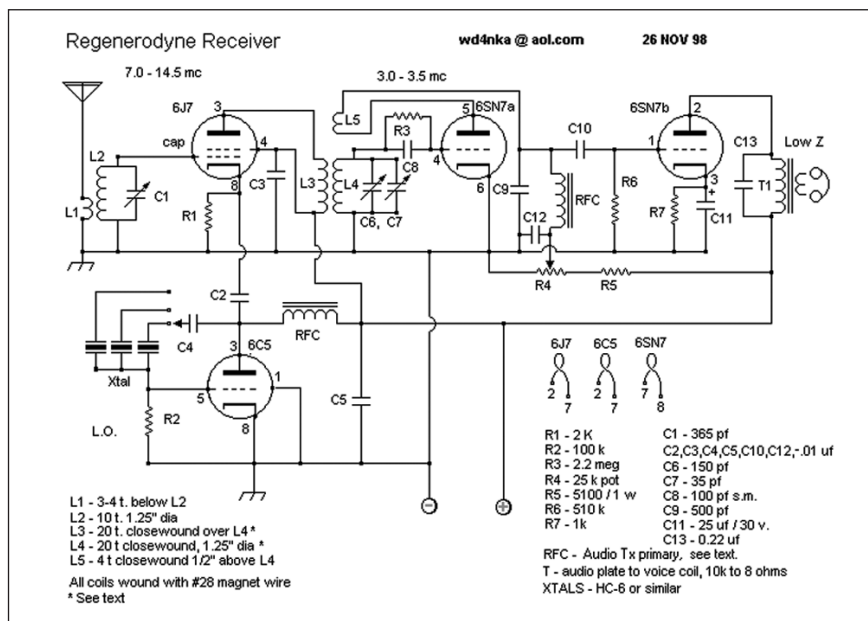 Regenerodyne Receiver
wd4nka @ aol.com
26 NOV 98
7.0 - 14.5 mc
3.0 - 3.5 mc
6J7
3
cap
4
8
L2
L1
C1
R1
C3
L3
L5
R3
C8
L4
C6, C7
6SN7a
5
4
6
C9
C12
C10
RFC
R6
6SN7b
2
1
3
+
R7
C11
C13
T1
Low Z
R4
R5
C2
C4
RFC
Xtal
6C5
3
1
5
8
R2
L.O.
C5
6J7
6C5
6SN7
2
7
2
7
7
8
R1 - 2 K
R2 - 100 k
R3 - 2.2 meg
R4 - 25 k pot
R5 - 5100 / 1 w
R6 - 510 k
R7 - 1k
C1 - 365 pf
C2,C3,C4,C5,C10,C12,-.01 uf
C6 - 150 pf
C7 - 35 pf
C8 - 100 pf s.m.
C9 - 500 pf
C11 - 25 uf / 30 v.
C13 - 0.22 uf
RFC - Audio Tx primary, see text.
T - audio plate to voice coil, 10k to 8 ohms
XTALS - HC-6 or similar
L1 - 3-4 t. below L2
L2 - 10 t. 1.25" dia
L3 - 20 t. closewound over L4 *
L4 - 20 t closewound, 1.25" dia *
L5 - 4 t closewound 1/2" above L4
All coils wound with #28 magnet wire
* See text